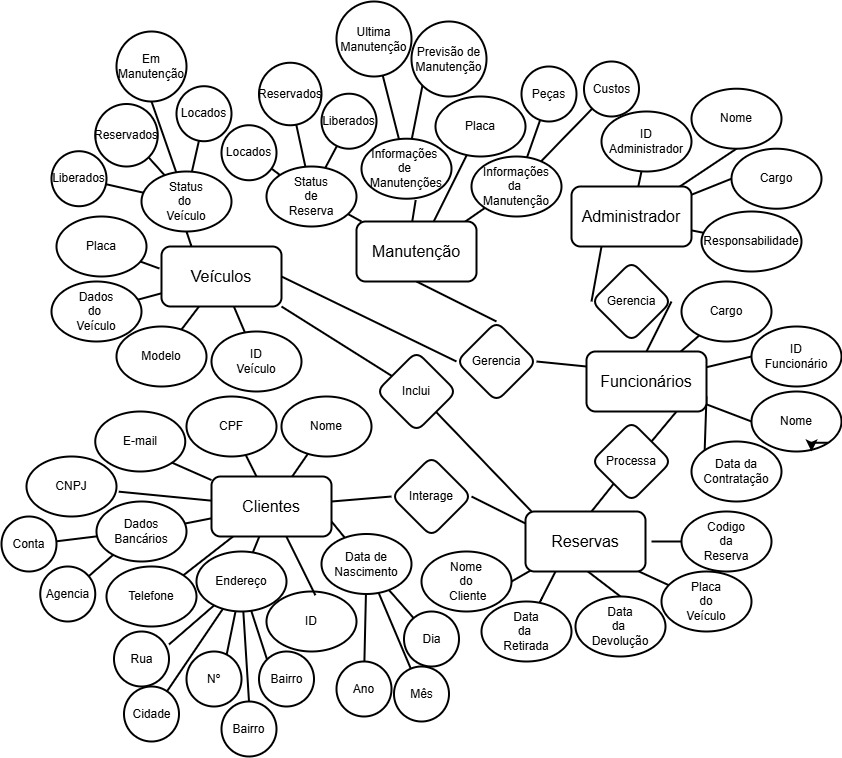 Em
Manutenção
Reservados
Locados
Liberados
Status
do
Veículo
Placa
Dados
do
Veículo
Modelo
ID
Veículo
Veículos
Reservados
Liberados
Locados
Status
de
Reserva
Ultima
Manutenção
Previsão de
Manutenção
Informações
de
Manutenções
Placa
Peças
Custos
Informações
da
Manutenção
Manutenção
ID
Administrador
Nome
Cargo
Responsabilidade
Administrador
Gerencia
Gerencia
Inclui
Cargo
ID
Funcionário
Nome
Data da
Contratação
Funcionários
Processa
E-mail
CPF
Nome
CNPJ
Clientes
Interage
Dados
Bancários
Conta
Agencia
Telefone
Endereço
ID
Data de
Nascimento
Rua
Cidade
Nº
Bairro
Bairro
Ano
Mês
Dia
Reservas
Nome
do
Cliente
Data
da
Retirada
Data
da
Devolução
Placa
do
Veículo
Codigo
da
Reserva